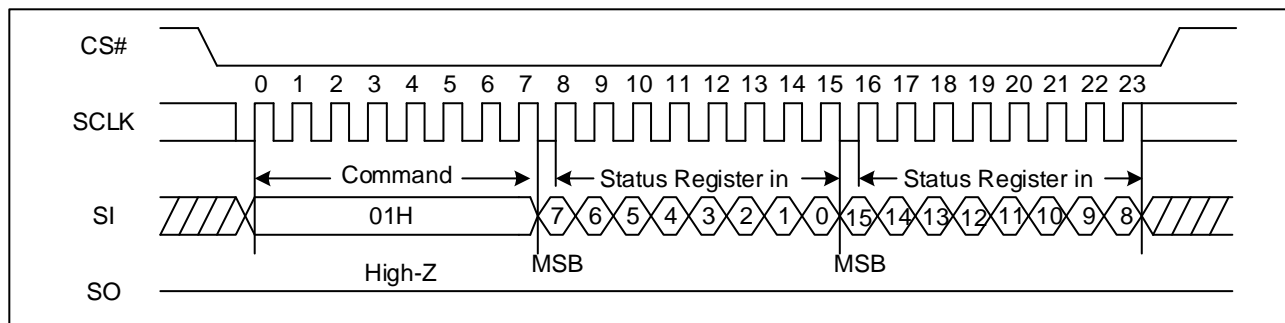 CS#
0 1 2 3 4 5 6 7 8 9 10 11 12 13 14 15 16 17 18 19 20 21 22 23
SCLK
Command Status Register in Status Register in
SI 01H 7 6 5 4 3 2 1 0 15 14 13 12 11 10 9 8
High-Z MSB MSB
SO